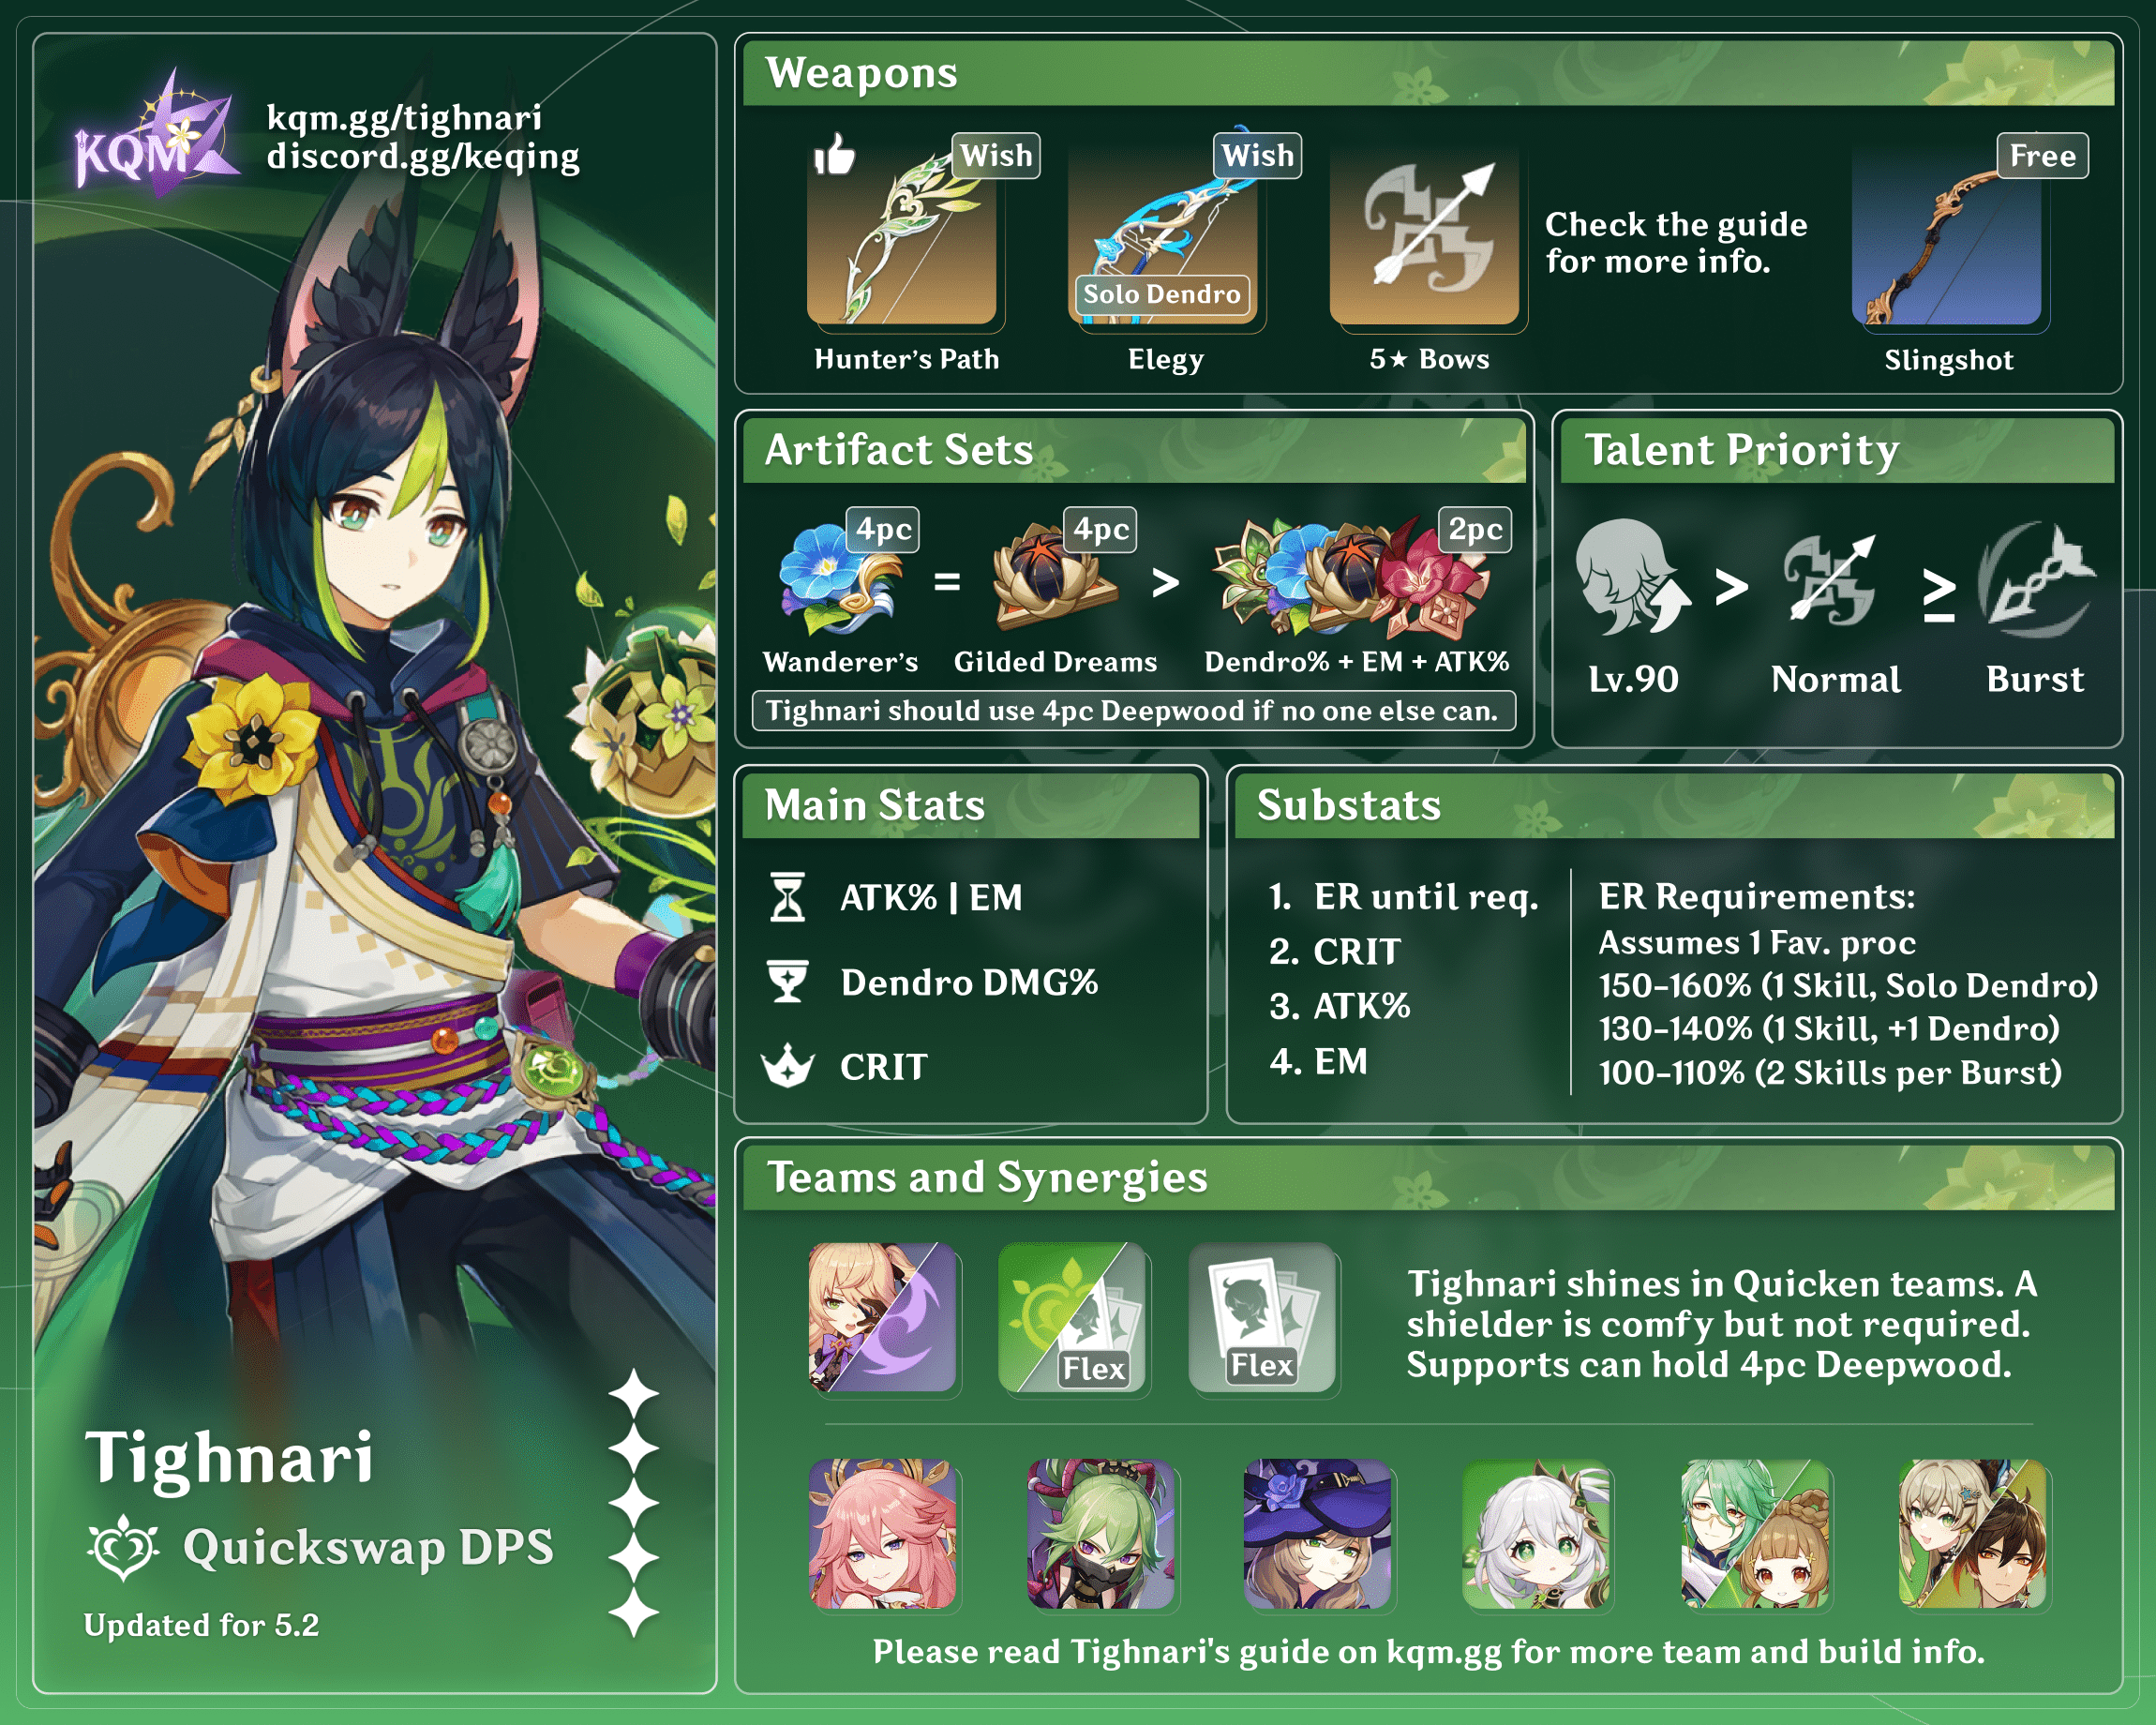 KQM
kqm.gg/tighnari
discord.gg/keqing
Tighnari
Quickswap DPS
Updated for 5.2
Weapons
Wish
Hunter's Path
Wish
Solo Dendro
Elegy
5★ Bows
Check the guide
for more info.
Free
Slingshot
Artifact Sets
4pc
Wanderer's
=
4pc
Gilded Dreams
>
2pc
Dendro% + EM + ATK%
Tighnari should use 4pc Deepwood if no one else can.
Talent Priority
Lv.90
>
Normal
≥
Burst
Main Stats
ATK% | EM
Dendro DMG%
CRIT
Substats
1. ER until req.
2. CRIT
3. ATK%
4. EM
ER Requirements:
Assumes 1 Fav. proc
150-160% (1 Skill, Solo Dendro)
130-140% (1 Skill, +1 Dendro)
100-110% (2 Skills per Burst)
Teams and Synergies
Flex
Flex
Tighnari shines in Quicken teams. A
shielder is comfy but not required.
Supports can hold 4pc Deepwood.
Please read Tighnari's guide on kqm.gg for more team and build info.